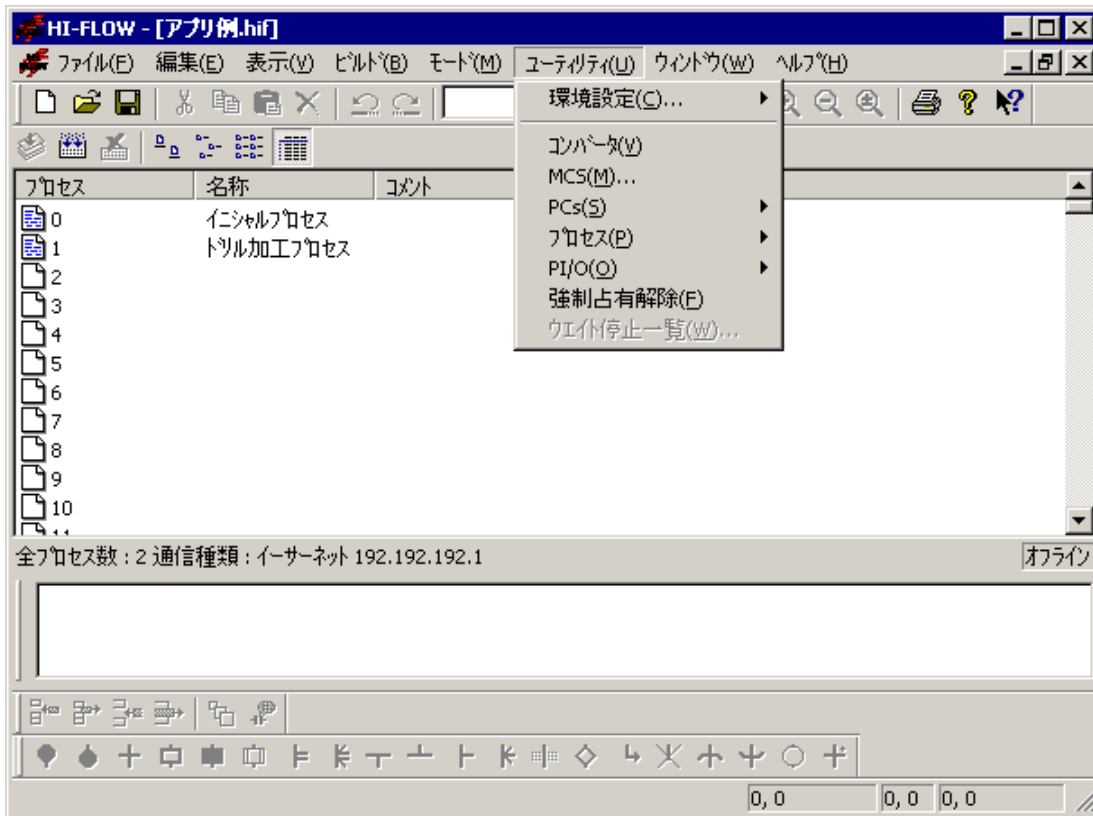 HI-FLOW - [アプリ例.hif]
ファイル(F) 編集(E) 表示(V) ビルド(B) モード(M) ユーティリティ(U) ウィンドウ(W) ヘルプ(H)
環境設定(C)...
コンバータ(V)
MCS(M)...
PCs(S)
プロセス(P)
PI/O(O)
強制占有解除(F)
ウエイト停止一覧(W)...
プロセス 名称 コメント
0 イニシャルプロセス
1 ドリル加工プロセス
2
3
4
5
6
7
8
9
10
11
全プロセス数 : 2 通信種類 : イーサーネット 192.192.192.1 オフライン
0, 0 0, 0 0, 0